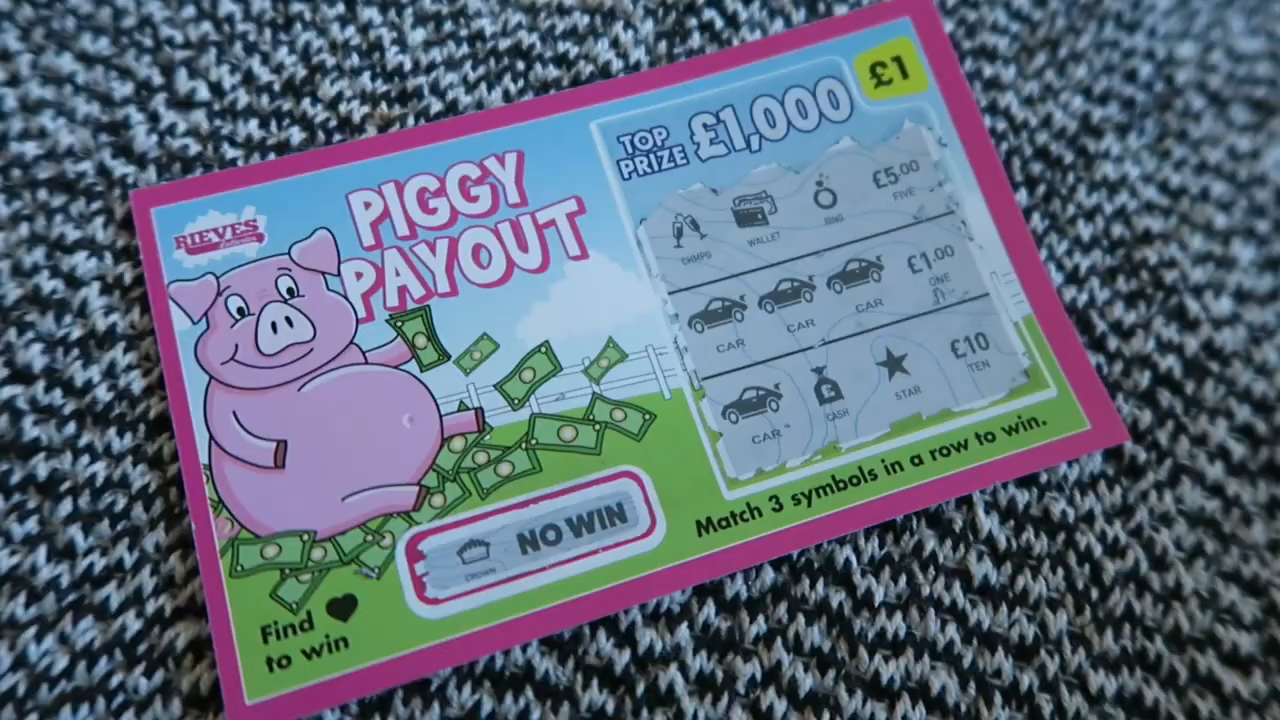 RIEVES
PIGGY
PAYOUT
TOP
PRIZE £1,000
£1
CHMPG WALLET RING £5.00
FIVE
CAR CAR CAR £1.00
ONE
CAR CASH STAR £10
TEN
Match 3 symbols in a row to win.
CROWN NO WIN
Find
to win